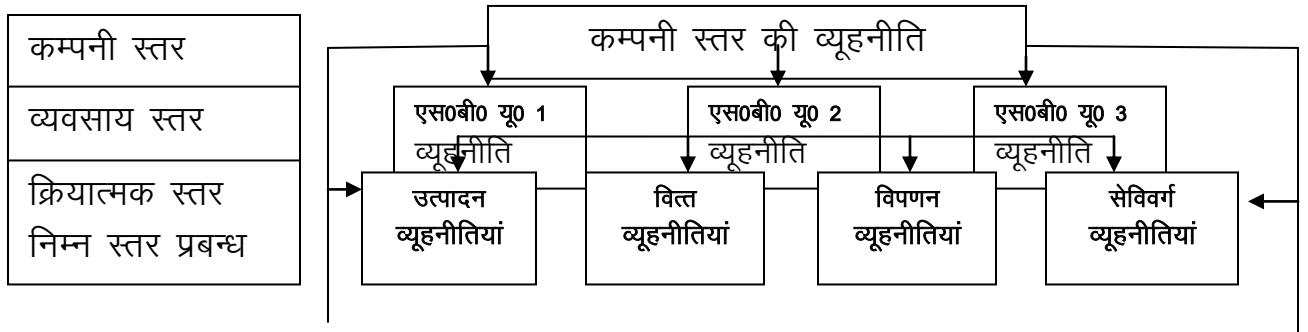 कम्पनी स्तर
व्यवसाय स्तर
क्रियात्मक स्तर
निम्न स्तर प्रबन्ध
कम्पनी स्तर की व्यूहनीति
एस0बी0 यू0 1
व्यूहनीति
एस0बी0 यू0 2
व्यूहनीति
एस0बी0 यू0 3
व्यूहनीति
उत्पादन
व्यूहनीतियां
वित्त
व्यूहनीतियां
विपणन
व्यूहनीतियां
सेविवर्ग
व्यूहनीतियां